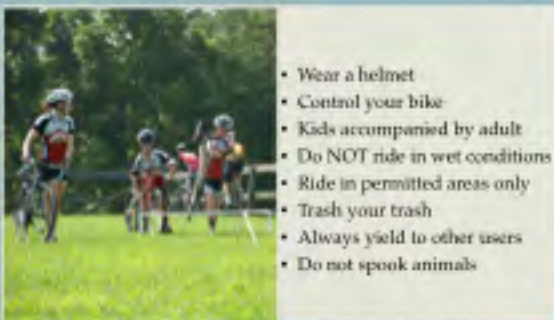 • Wear a helmet
• Control your bike
• Kids accompanied by adult
• Do NOT ride in wet conditions
• Ride in permitted areas only
• Trash your trash
• Always yield to other users
• Do not spook animals